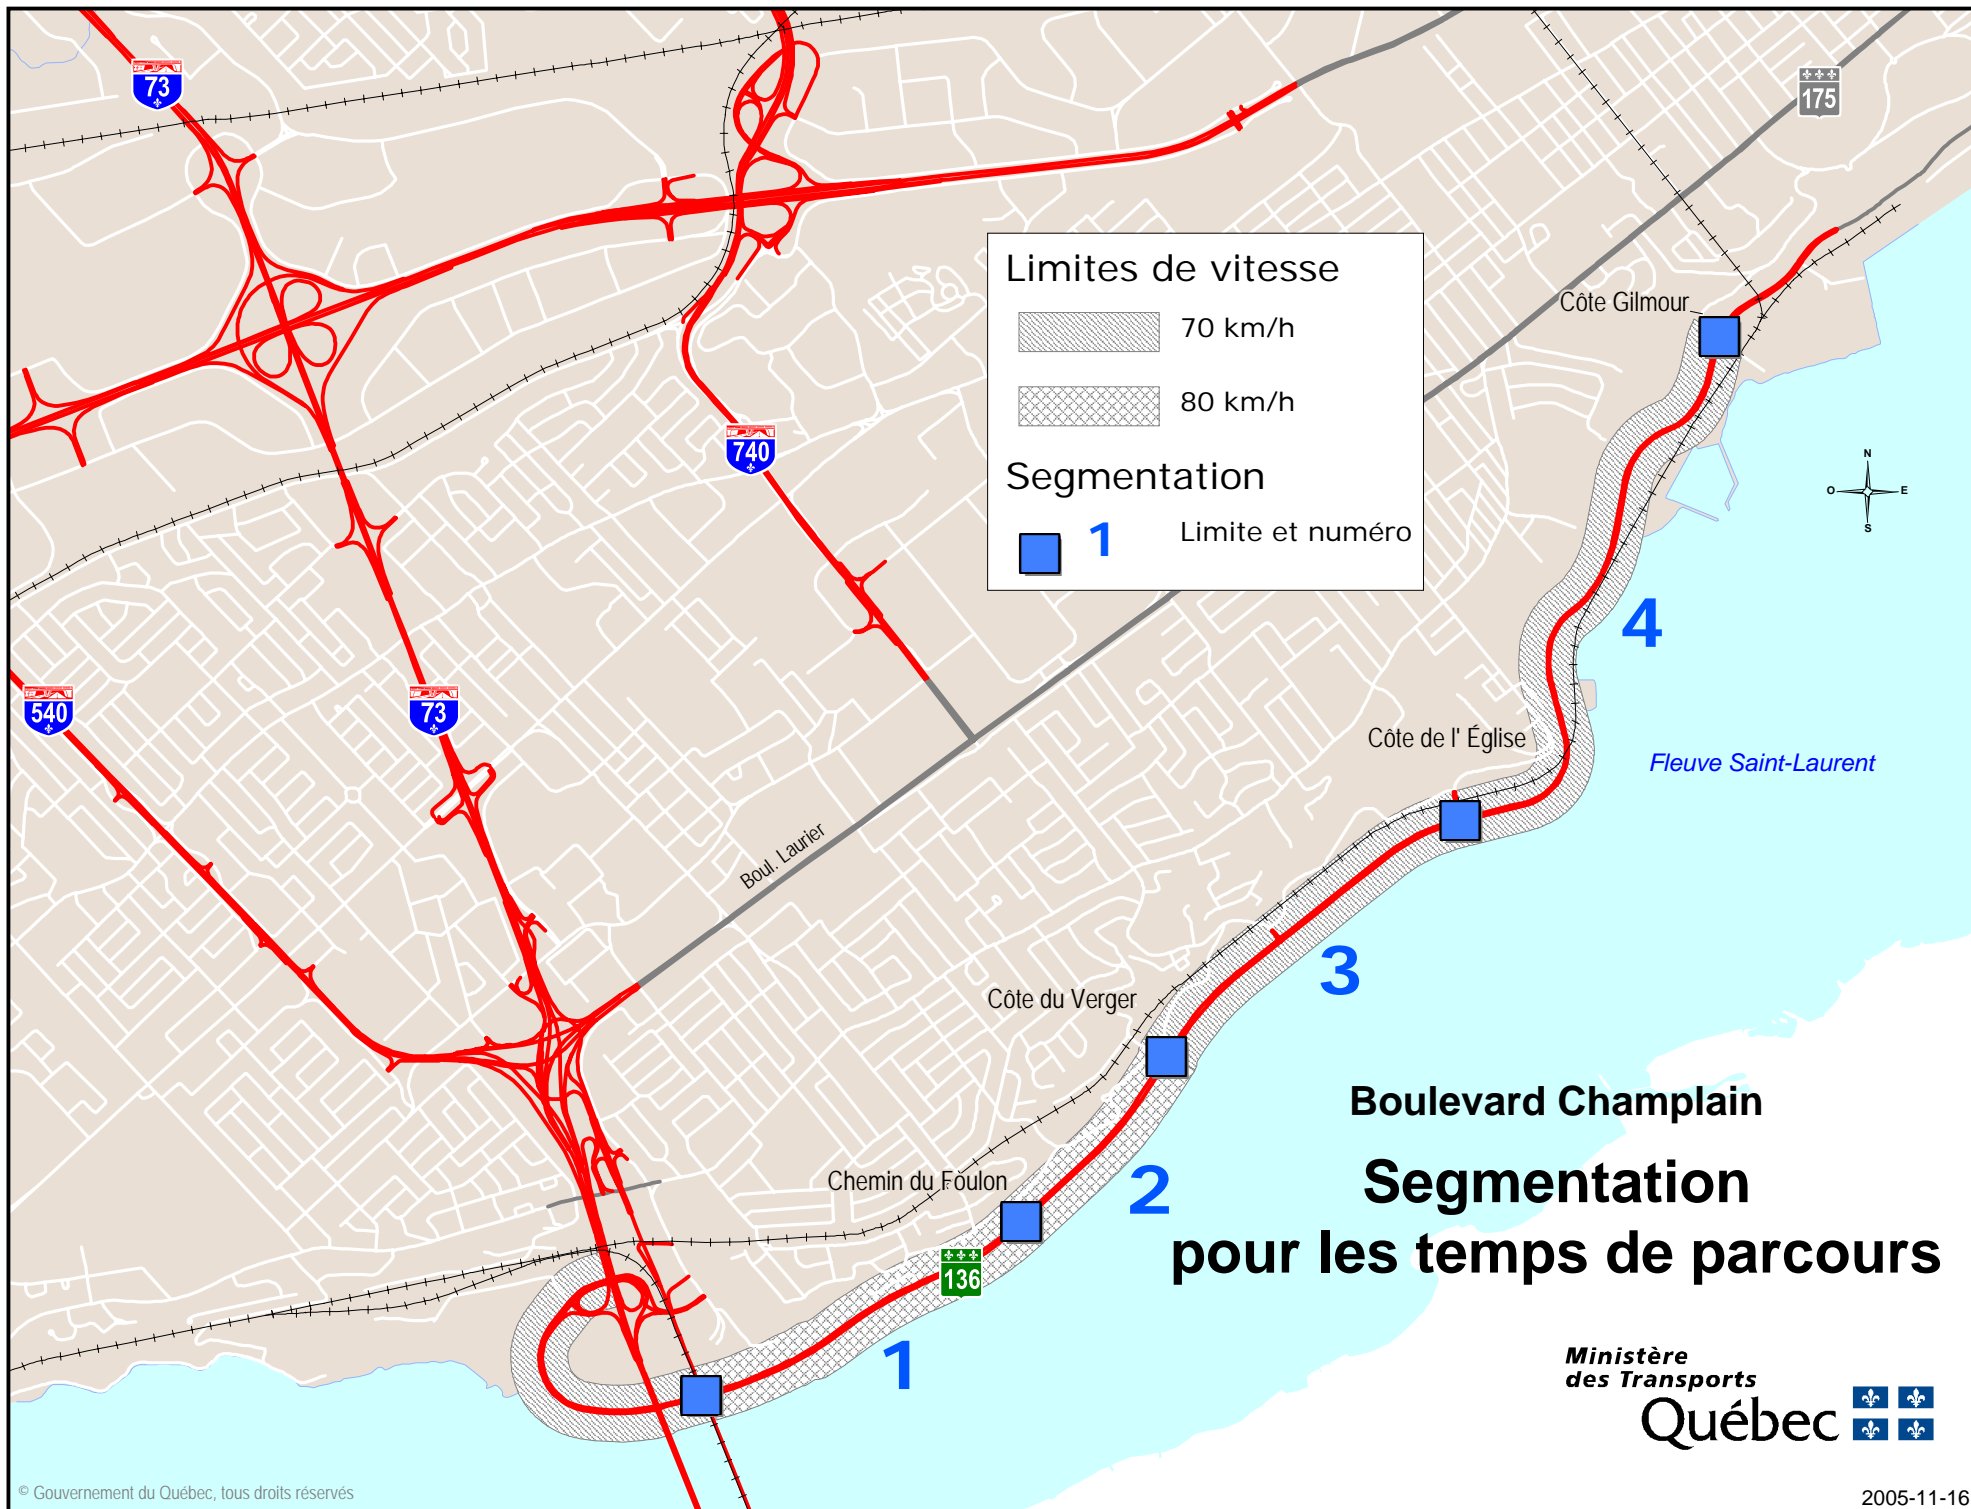 73
175
Limites de vitesse
70 km/h
80 km/h
Segmentation
1 Limite et numéro
Côte Gilmour
740
N
O E
S
4
540
73
Côte de l' Église
Fleuve Saint-Laurent
Boul. Laurier
3
Côte du Verger
Boulevard Champlain
Segmentation
pour les temps de parcours
Chemin du Foulon
2
136
1
Ministère
des Transports
Québec
© Gouvernement du Québec, tous droits réservés
2005-11-16